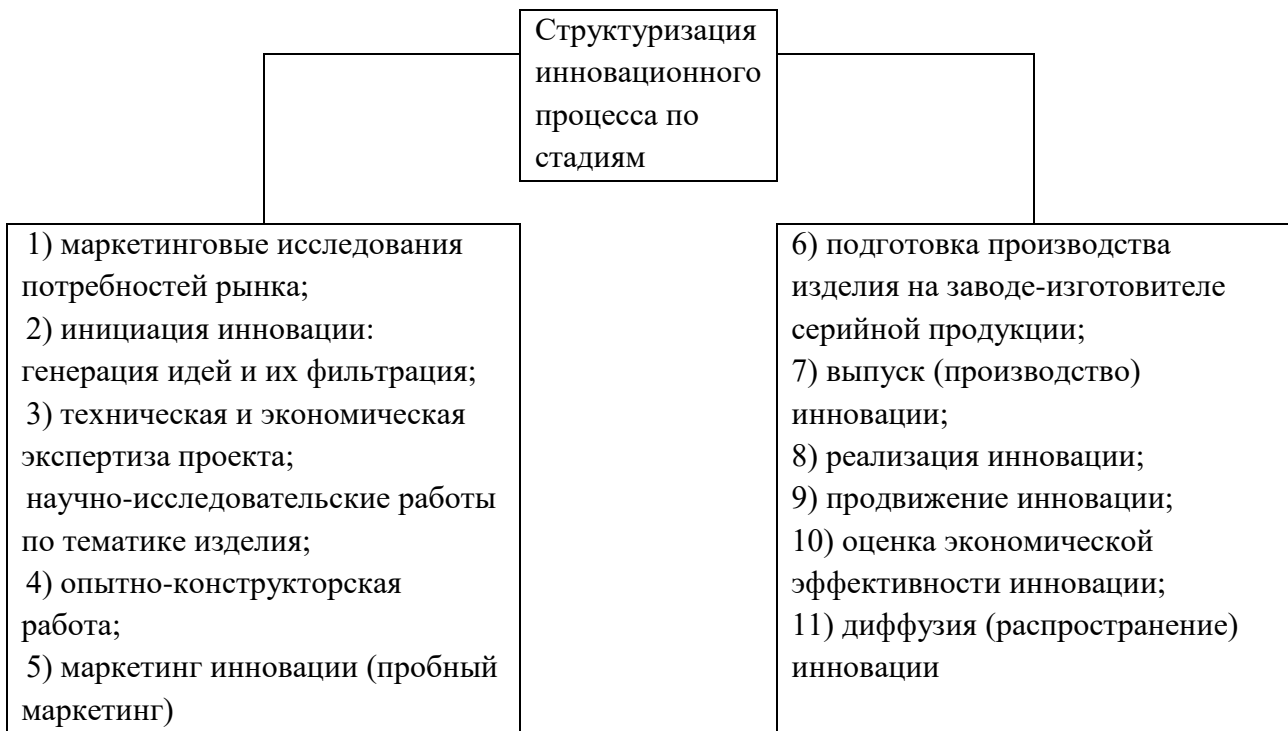 Структуризация
инновационного
процесса по
стадиям
1) маркетинговые исследования
потребностей рынка;
2) инициация инновации:
генерация идей и их фильтрация;
3) техническая и экономическая
экспертиза проекта;
научно-исследовательские работы
по тематике изделия;
4) опытно-конструкторская
работа;
5) маркетинг инновации (пробный
маркетинг)
6) подготовка производства
изделия на заводе-изготовителе
серийной продукции;
7) выпуск (производство)
инновации;
8) реализация инновации;
9) продвижение инновации;
10) оценка экономической
эффективности инновации;
11) диффузия (распространение)
инновации